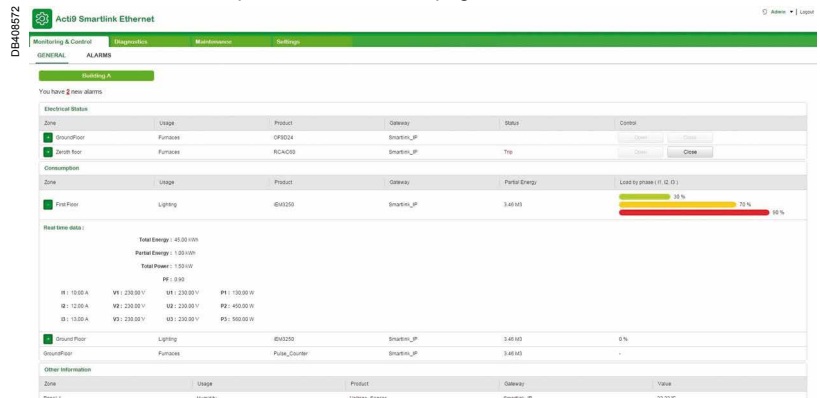 DB408572
Acti9 Smartlink Ethernet
Admin Logout
Monitoring & Control Diagnostics Maintenance Settings
GENERAL ALARMS
Building A
You have 2 new alarms
Electrical Status
Zone Usage Product Gateway Status Control
GroundFloor Furnaces OFSD24 Smartlink_IP Open Close
Zeroth floor Furnaces RCA/C60 Smartlink_IP Trip Open Close
Consumption
Zone Usage Product Gateway Partial Energy Load by phase ( I1, I2, I3 )
30 %
First Floor Lighting iEM3250 Smartlink_IP 3.46 M3 70 %
90 %
Real time data :
Total Energy : 45.00 kWh
Partial Energy : 1.00 kWh
Total Power : 1.50 kW
PF : 0.90
I1 : 10.00 A V1 : 230.00 V U1 : 230.00 V P1 : 130.00 W
I2 : 12.00 A V2 : 230.00 V U2 : 230.00 V P2 : 450.00 W
I3 : 13.00 A V3 : 230.00 V U3 : 230.00 V P3 : 560.00 W
Ground Floor Lighting iEM3250 Smartlink_IP 3.46 M3 0 %
GroundFloor Furnaces Pulse_Counter Smartlink_IP 3.46 M3 -
Other Information
Zone Usage Product Gateway Value